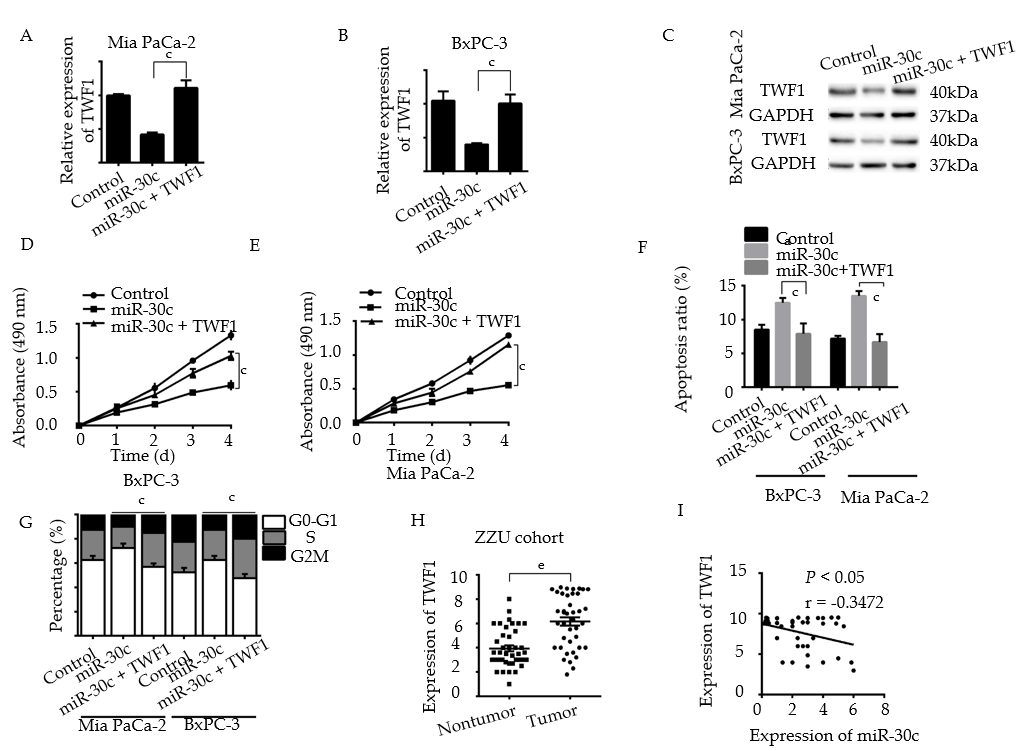 A
Mia PaCa-2
c
Relative expression
of TWF1
Control
miR-30c
miR-30c + TWF1
B
BxPC-3
c
Relative expression
of TWF1
Control
miR-30c
miR-30c + TWF1
C
Control
miR-30c
miR-30c + TWF1
Mia PaCa-2
BxPC-3
TWF1 40kDa
GAPDH 37kDa
TWF1 40kDa
GAPDH 37kDa
D
Control
miR-30c
miR-30c + TWF1
Absorbance (490 nm)
1.5
1.0
0.5
0.0
c
0 1 2 3 4
Time (d)
BxPC-3
E
Control
miR-30c
miR-30c + TWF1
Absorbance (490 nm)
1.5
1.0
0.5
0.0
c
0 1 2 3 4
Time (d)
Mia PaCa-2
F
Control
a
miR-30c
miR-30c+TWF1
Apoptosis ratio (%)
15
10
5
0
c c
Control
miR-30c
miR-30c + TWF1
Control
miR-30c
miR-30c + TWF1
BxPC-3 Mia PaCa-2
G
c c
G0-G1
S
G2M
Percentage (%)
Control
miR-30c
miR-30c + TWF1
Control
miR-30c
miR-30c + TWF1
Mia PaCa-2 BxPC-3
H
ZZU cohort
e
Expression of TWF1
10
8
6
4
2
0
Nontumor Tumor
I
P < 0.05
r = -0.3472
Expression of TWF1
15
10
5
0
0 2 4 6 8
Expression of miR-30c